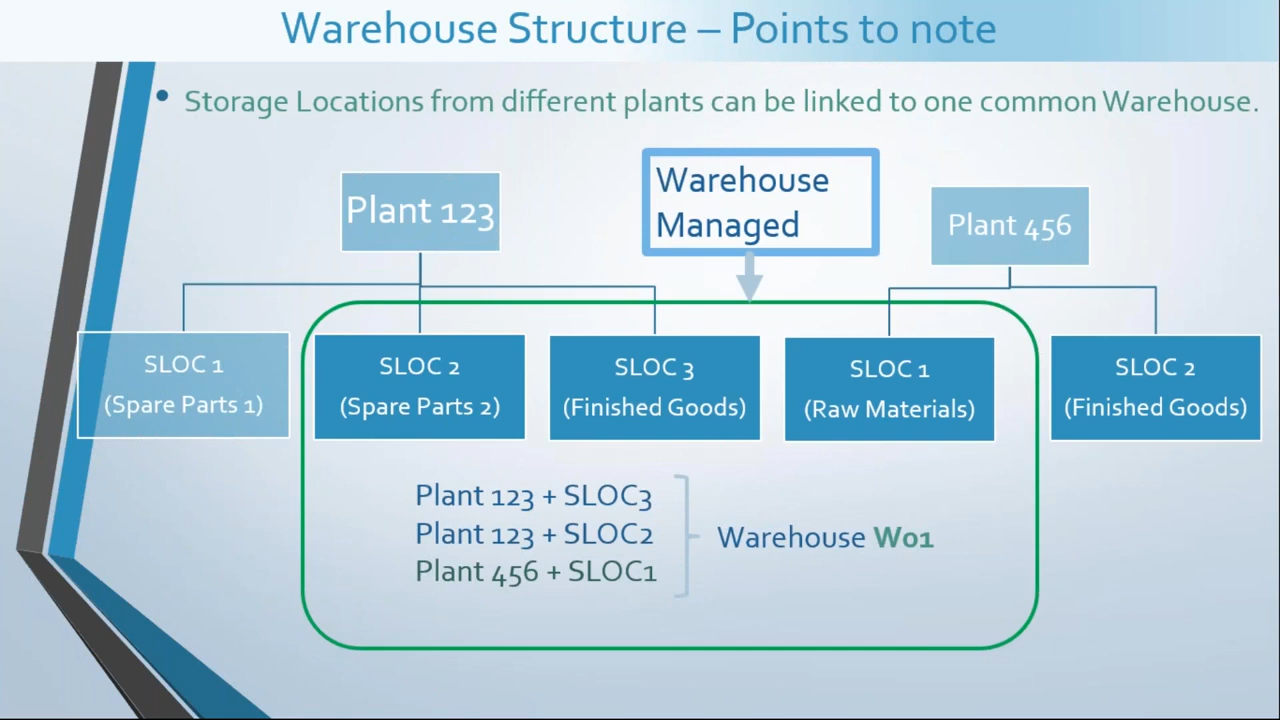 Warehouse Structure – Points to note
• Storage Locations from different plants can be linked to one common Warehouse.
Plant 123
Warehouse
Managed
Plant 456
SLOC 1
(Spare Parts 1)
SLOC 2
(Spare Parts 2)
SLOC 3
(Finished Goods)
SLOC 1
(Raw Materials)
SLOC 2
(Finished Goods)
Plant 123 + SLOC3
Plant 123 + SLOC2
Plant 456 + SLOC1
Warehouse W01